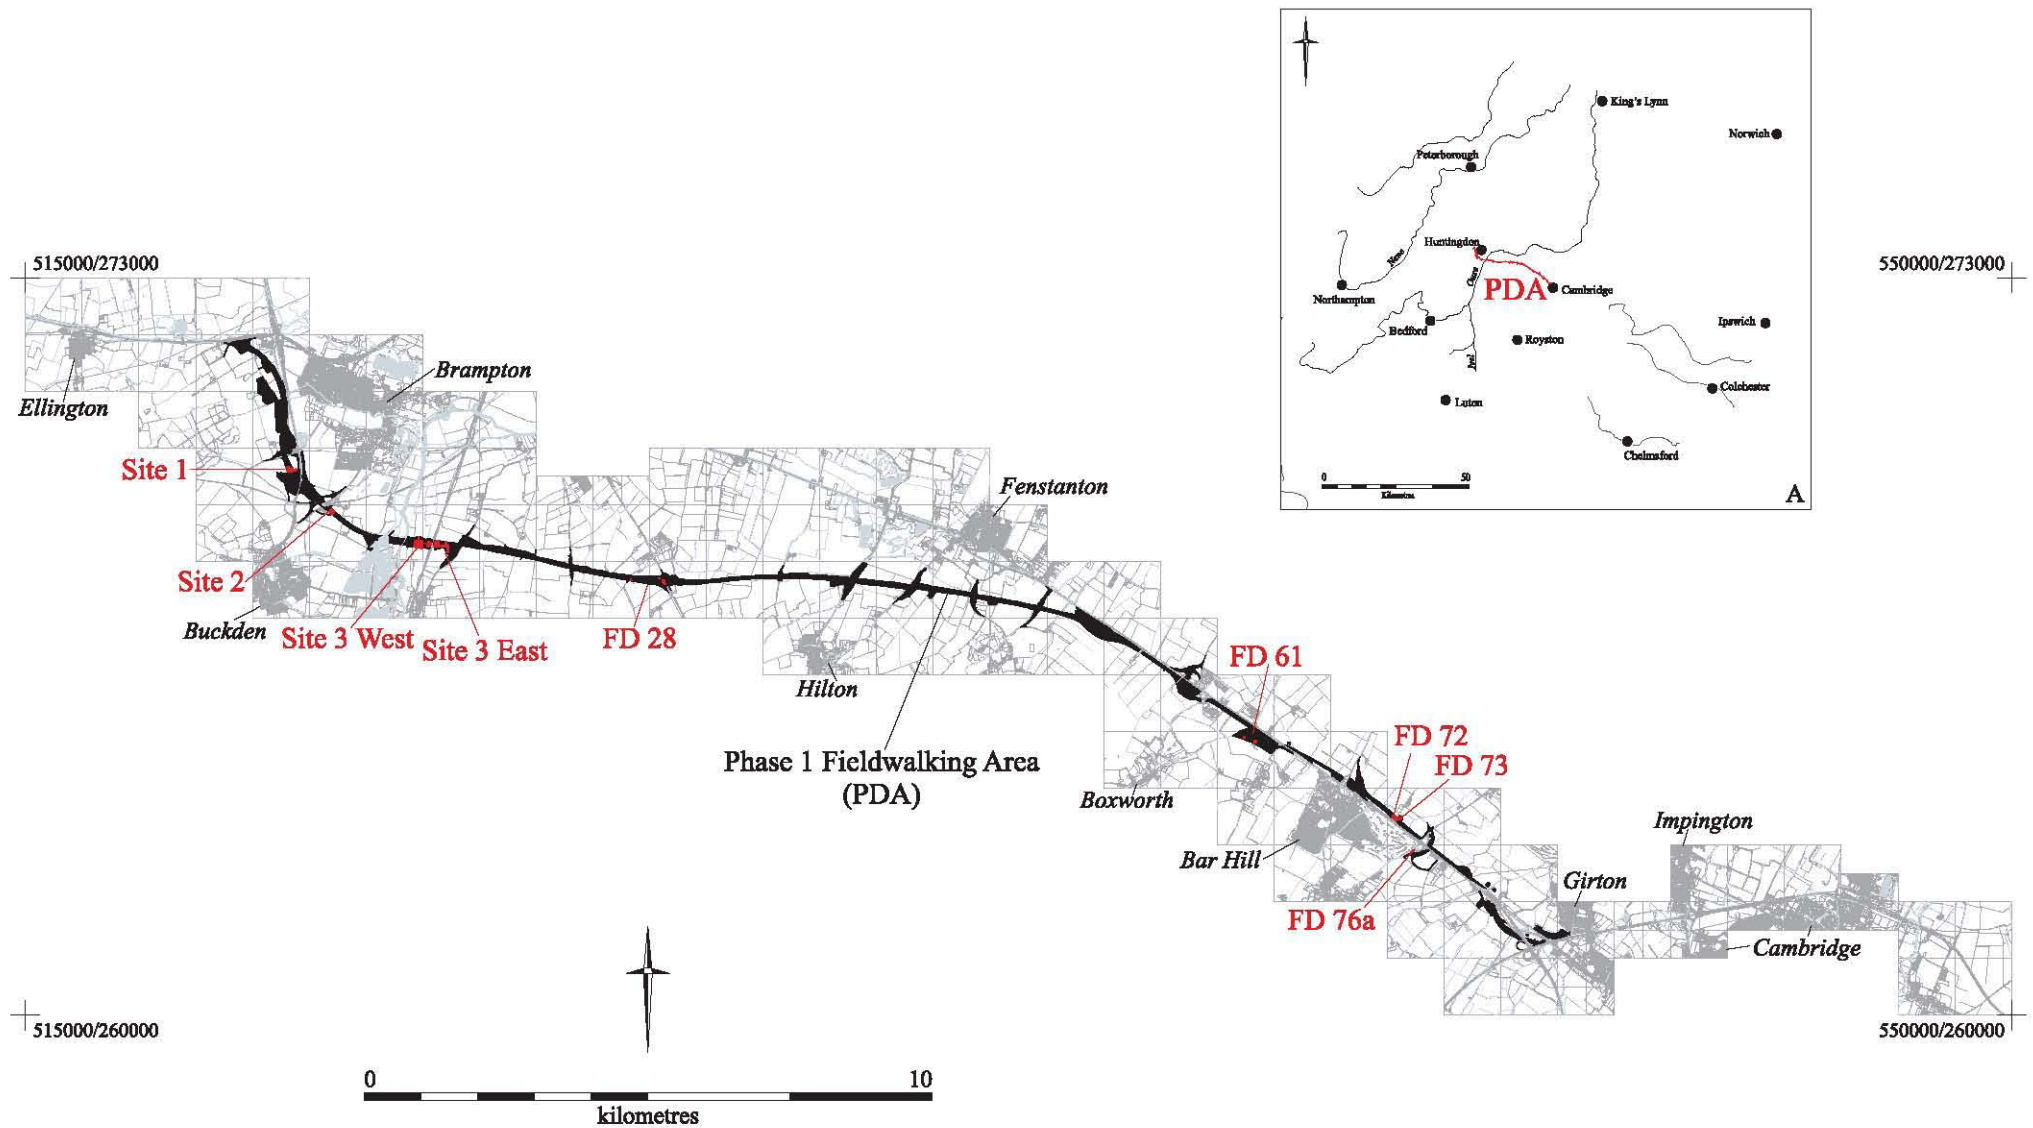 King's Lynn
Norwich
Peterborough
Huntingdon
Nene
Ouse
PDA
Cambridge
Northampton
Bedford
Ipswich
Royston
Ivel
Colchester
Luton
Chelmsford
0 50
Kilometres
A
515000/273000
550000/273000
Brampton
Ellington
Site 1
Fenstanton
Site 2
Buckden
Site 3 West
Site 3 East
FD 28
FD 61
Hilton
FD 72
Phase 1 Fieldwalking Area
(PDA)
FD 73
Boxworth
Impington
Bar Hill
Girton
FD 76a
Cambridge
515000/260000
550000/260000
0 10
kilometres